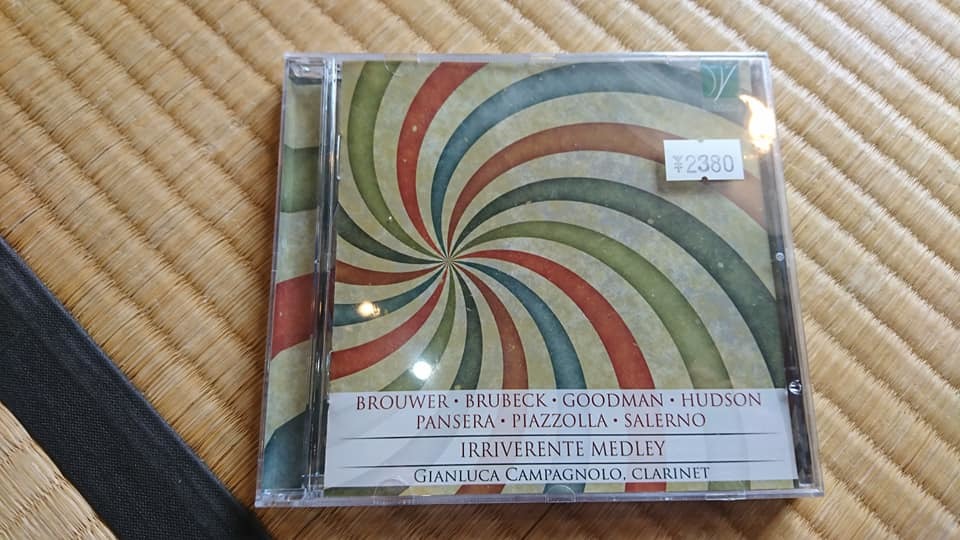 ¥2380
BROUWER • BRUBECK • GOODMAN • HUDSON
PANSERA • PIAZZOLLA • SALERNO
IRRIVERENTE MEDLEY
GIANLUCA CAMPAGNOLO, CLARINET